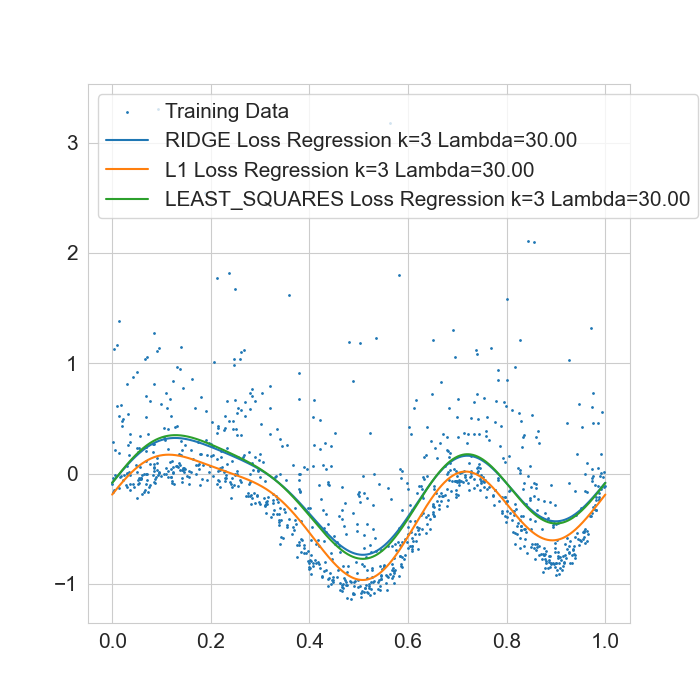 Training Data
RIDGE Loss Regression k=3 Lambda=30.00
L1 Loss Regression k=3 Lambda=30.00
LEAST_SQUARES Loss Regression k=3 Lambda=30.00
3
2
1
0
−1
0.0 0.2 0.4 0.6 0.8 1.0